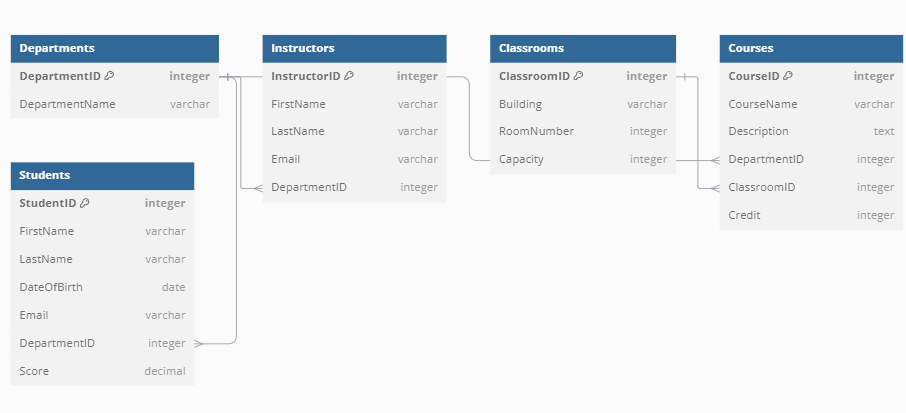 Departments
DepartmentID integer
DepartmentName varchar
Instructors
InstructorID integer
FirstName varchar
LastName varchar
Email varchar
DepartmentID integer
Classrooms
ClassroomID integer
Building varchar
RoomNumber integer
Capacity integer
Courses
CourseID integer
CourseName varchar
Description text
DepartmentID integer
ClassroomID integer
Credit integer
Students
StudentID integer
FirstName varchar
LastName varchar
DateOfBirth date
Email varchar
DepartmentID integer
Score decimal